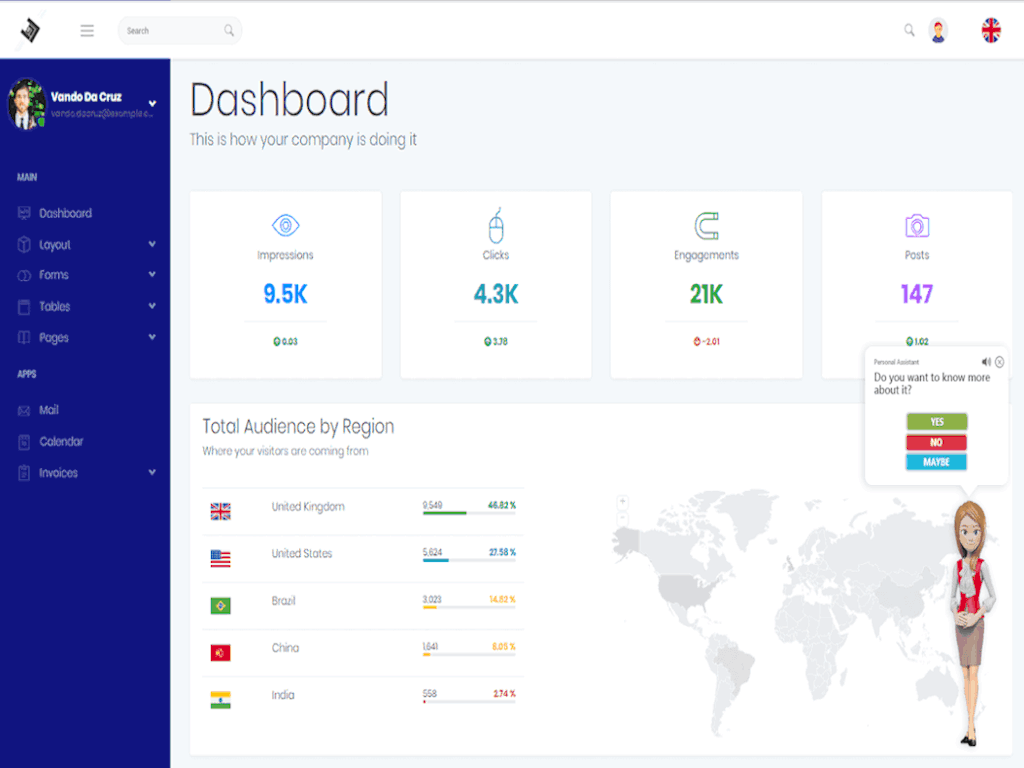 Search
Vando Da Cruz
vando.dacruz@example.c...
MAIN
Dashboard
Layout
Forms
Tables
Pages
APPS
Mail
Calendar
Invoices
Dashboard
This is how your company is doing it
Impressions
9.5K
0.03
Clicks
4.3K
3.78
Engagements
21K
-2.01
Posts
147
1.02
Personal Assistant
Do you want to know more
about it?
YES
NO
MAYBE
Total Audience by Region
Where your visitors are coming from
United Kingdom 9,549 46.82 %
United States 5,624 27.58 %
Brazil 3,023 14.82 %
China 1,641 8.05 %
India 558 2.74 %
+